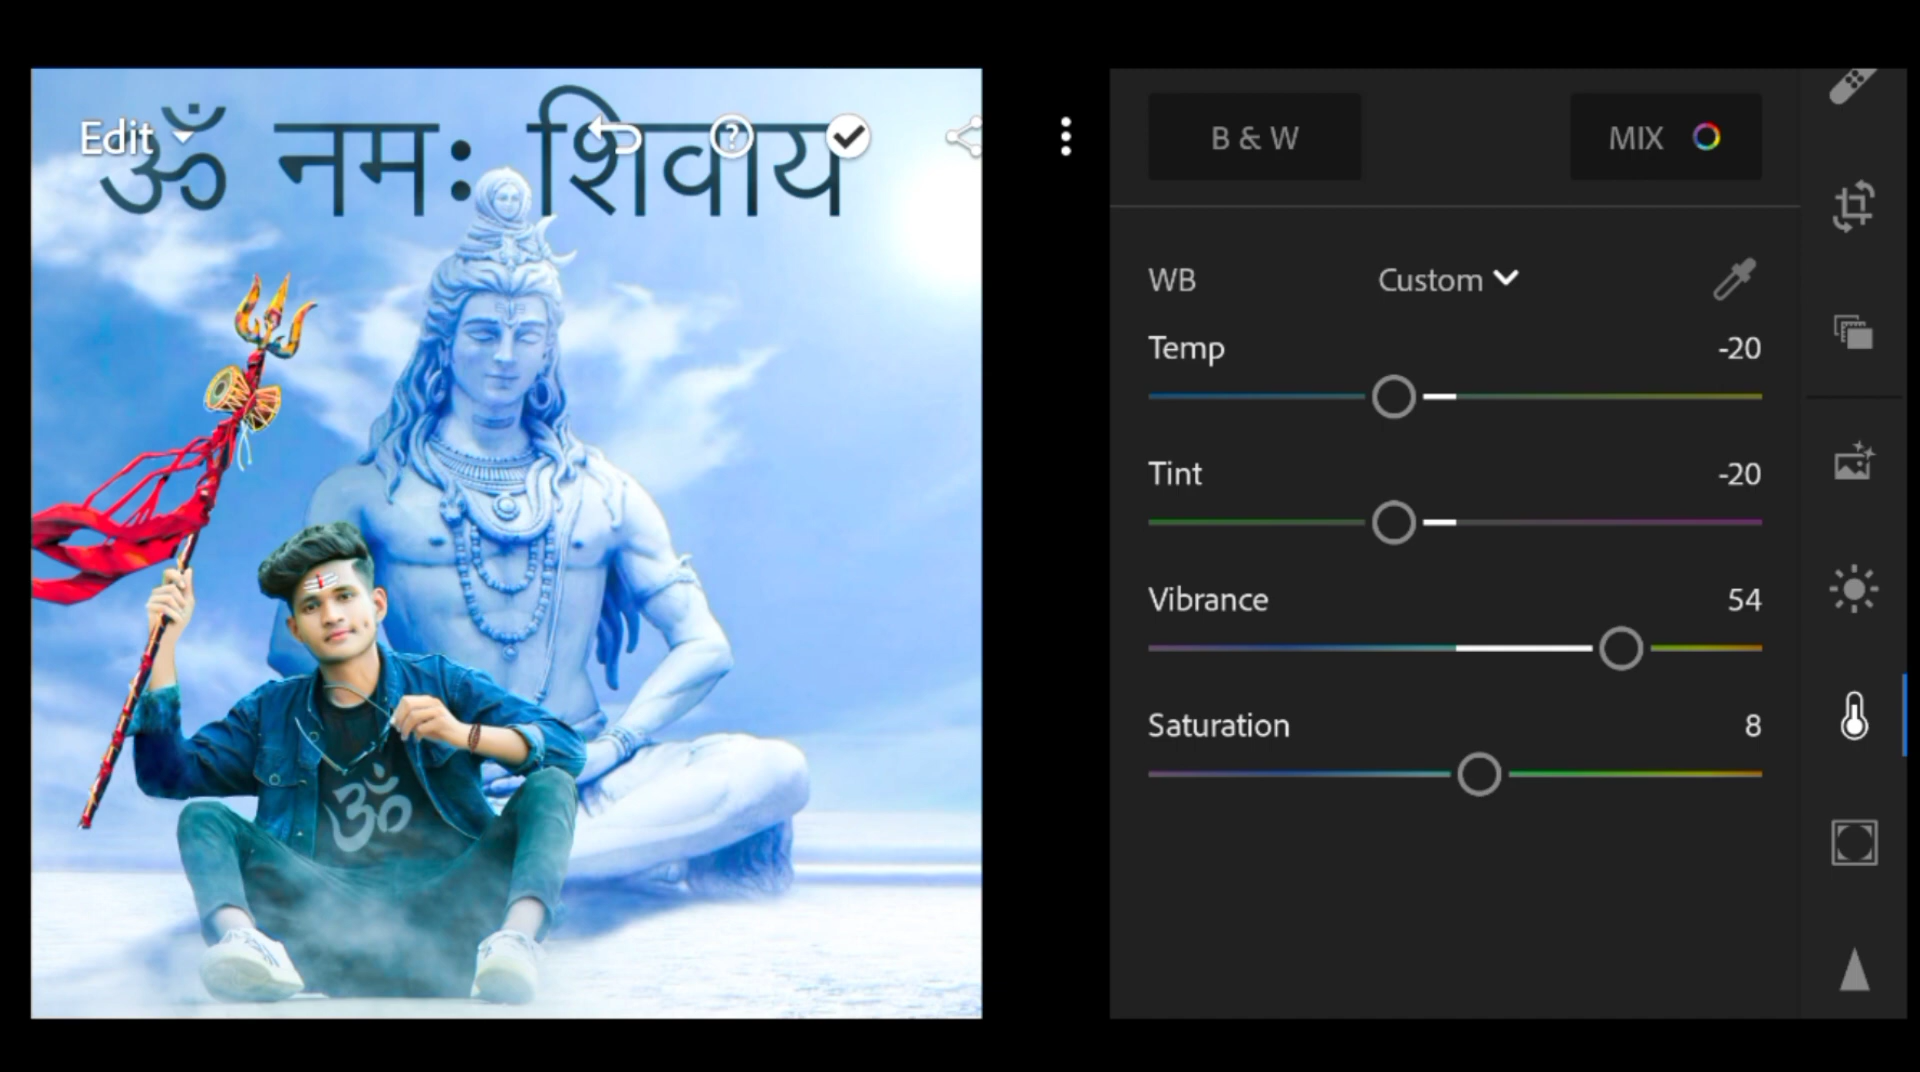 Edit
ॐ नमः शिवाय
ॐ
B & W
MIX
WB
Custom
Temp
-20
Tint
-20
Vibrance
54
Saturation
8